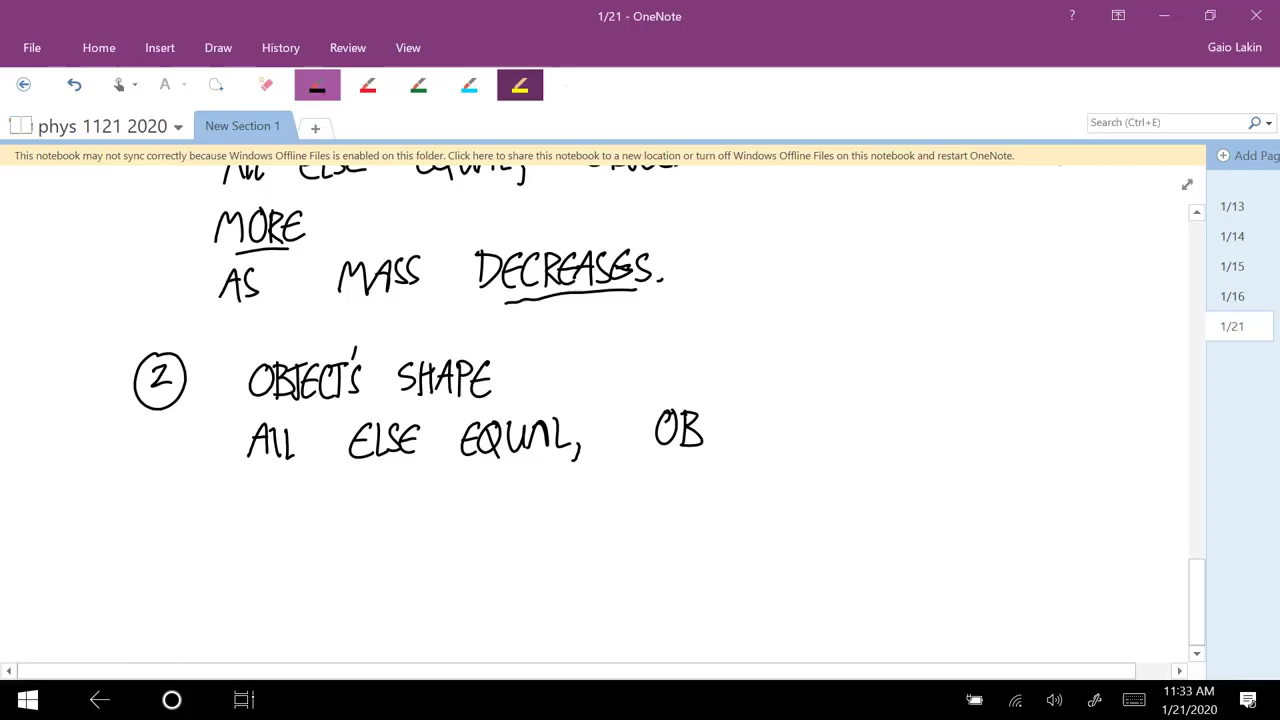 1/21 - OneNote
?
File Home Insert Draw History Review View
Gaio Lakin
phys 1121 2020
New Section 1
Search (Ctrl+E)
This notebook may not sync correctly because Windows Offline Files is enabled on this folder. Click here to share this notebook to a new location or turn off Windows Offline Files on this notebook and restart OneNote.
Add Pag
1/13
1/14
1/15
1/16
1/21
ALL ELSE EQUAL,
MORE
AS MASS DECREASES.
2 OBJECT'S SHAPE
ALL ELSE EQUAL, OB
11:33 AM
1/21/2020